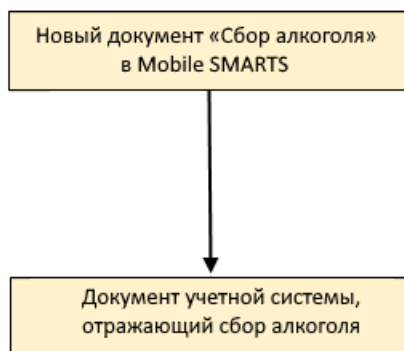 Новый документ «Сбор алкоголя»
в Mobile SMARTS
Документ учетной системы,
отражающий сбор алкоголя